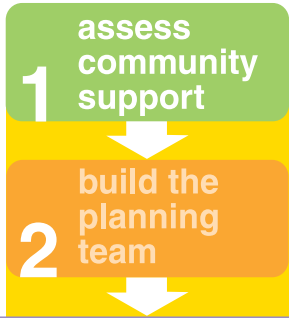 assess
community
1 support
build the
planning
2 team